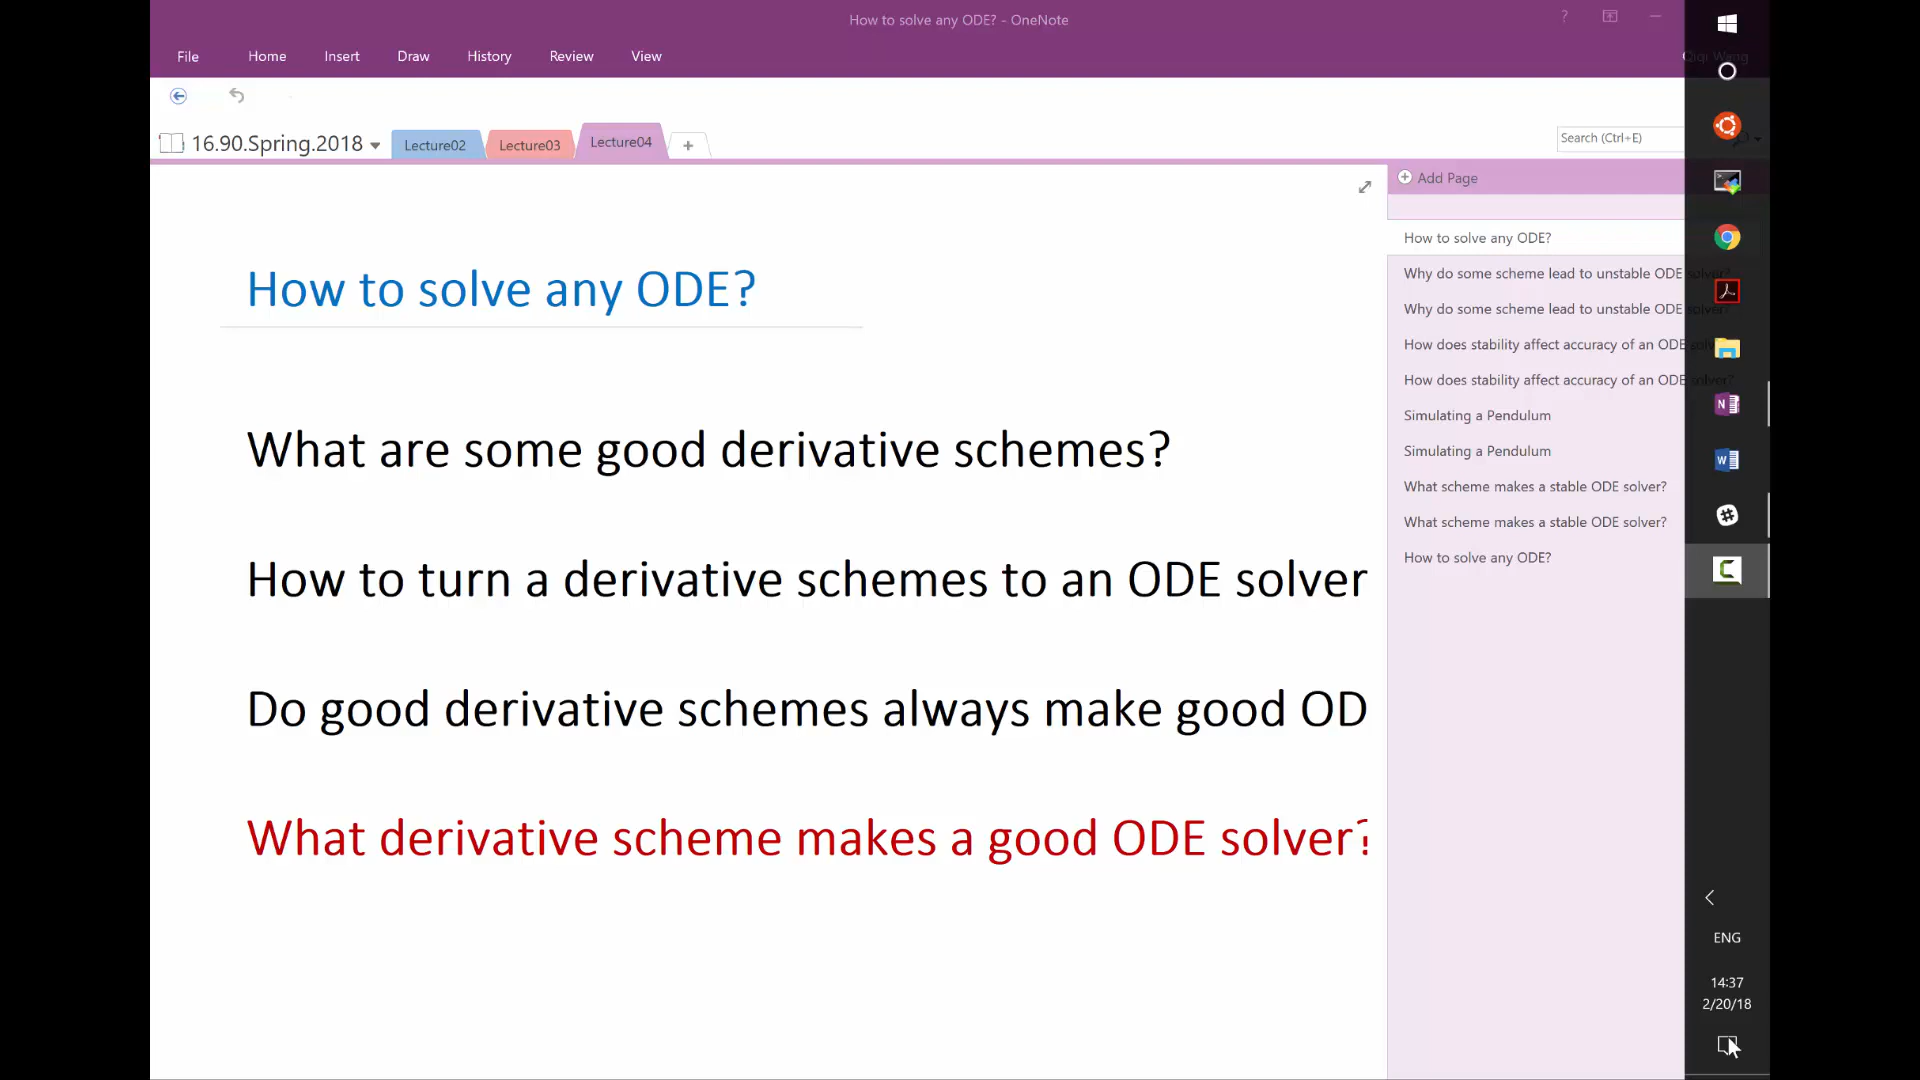 How to solve any ODE? - OneNote
?
File Home Insert Draw History Review View
Qiqi Wang
16.90.Spring.2018
Lecture02
Lecture03
Lecture04
+
Search (Ctrl+E)
Add Page
How to solve any ODE?
Why do some scheme lead to unstable ODE solver?
Why do some scheme lead to unstable ODE solver?
How does stability affect accuracy of an ODE solv
How does stability affect accuracy of an ODE solver?
Simulating a Pendulum
Simulating a Pendulum
What scheme makes a stable ODE solver?
What scheme makes a stable ODE solver?
How to solve any ODE?
How to solve any ODE?
What are some good derivative schemes?
How to turn a derivative schemes to an ODE solver
Do good derivative schemes always make good OD
What derivative scheme makes a good ODE solver?
ENG
14:37
2/20/18